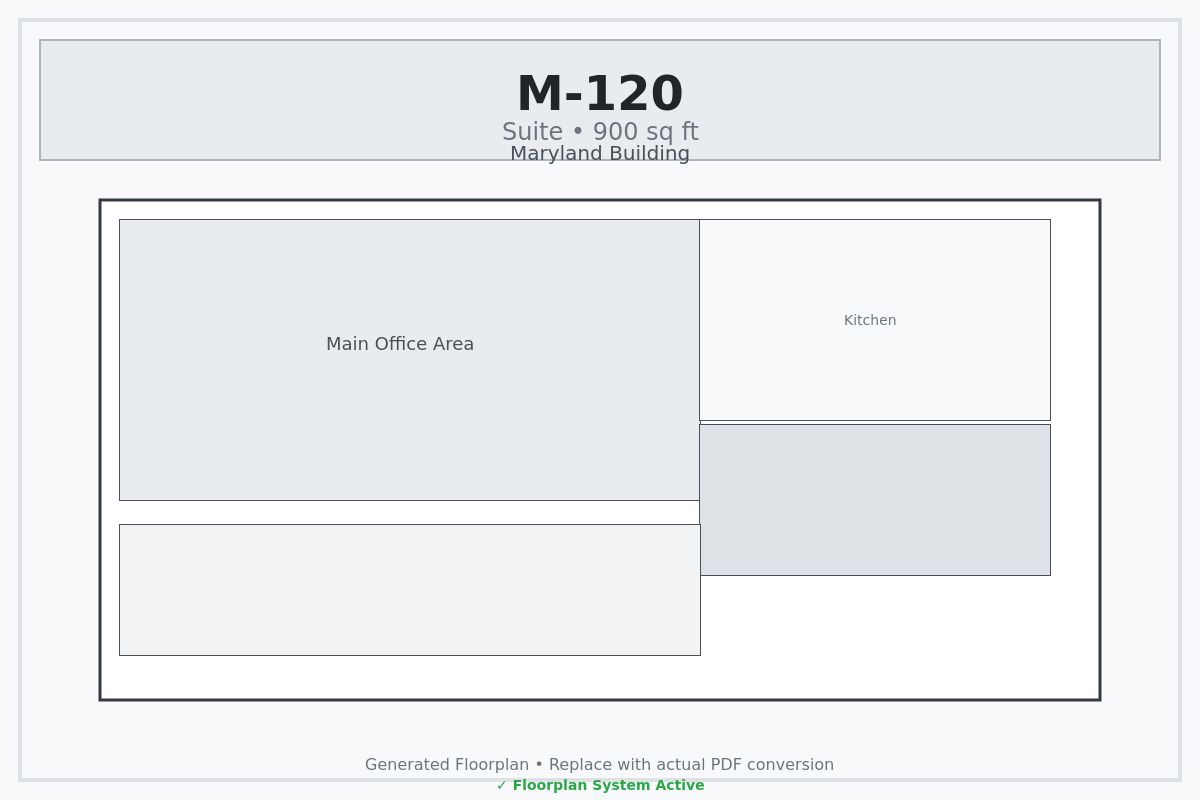 M-120
Suite • 900 sq ft
Maryland Building
Main Office Area
Kitchen
Generated Floorplan • Replace with actual PDF conversion
✓ Floorplan System Active